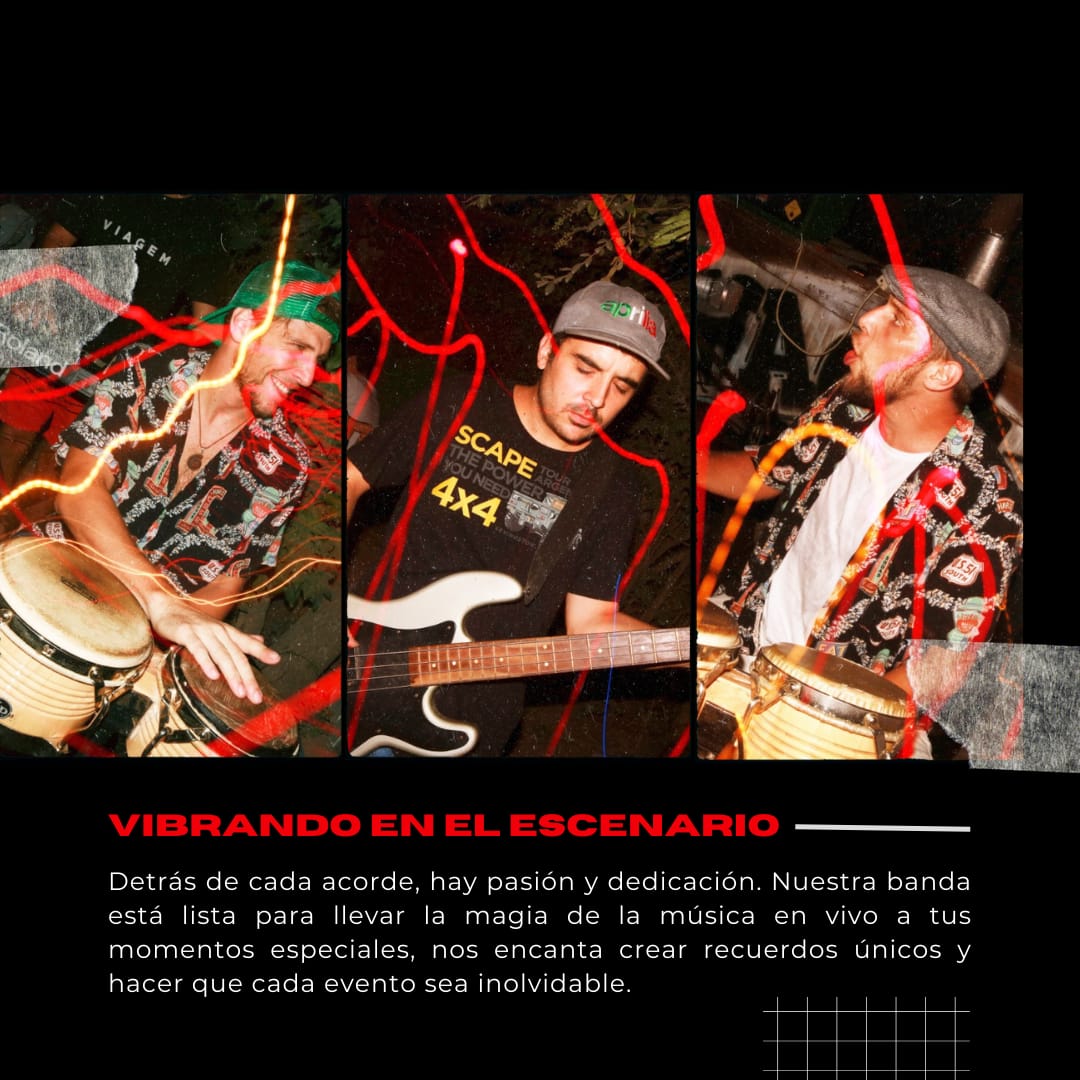 VIAGEM
aprilia
SCAPE TOUR
THE POWER
YOU NEED
4x4
SOUTH
VIBRANDO EN EL ESCENARIO
Detrás de cada acorde, hay pasión y dedicación. Nuestra banda
está lista para llevar la magia de la música en vivo a tus
momentos especiales, nos encanta crear recuerdos únicos y
hacer que cada evento sea inolvidable.